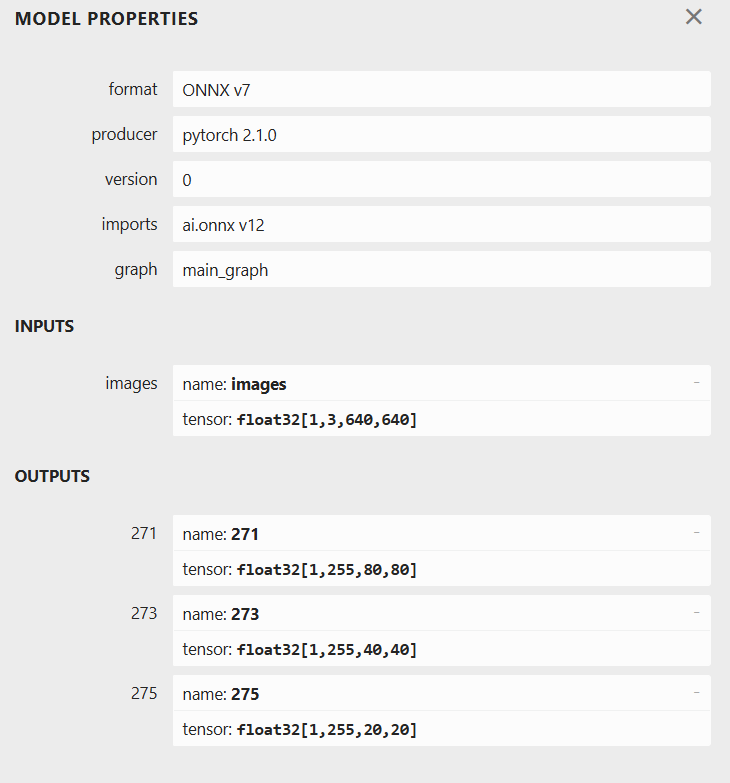 MODEL PROPERTIES
format ONNX v7
producer pytorch 2.1.0
version 0
imports ai.onnx v12
graph main_graph
INPUTS
images name: images -
tensor: float32[1,3,640,640]
OUTPUTS
271 name: 271 -
tensor: float32[1,255,80,80]
273 name: 273 -
tensor: float32[1,255,40,40]
275 name: 275 -
tensor: float32[1,255,20,20]